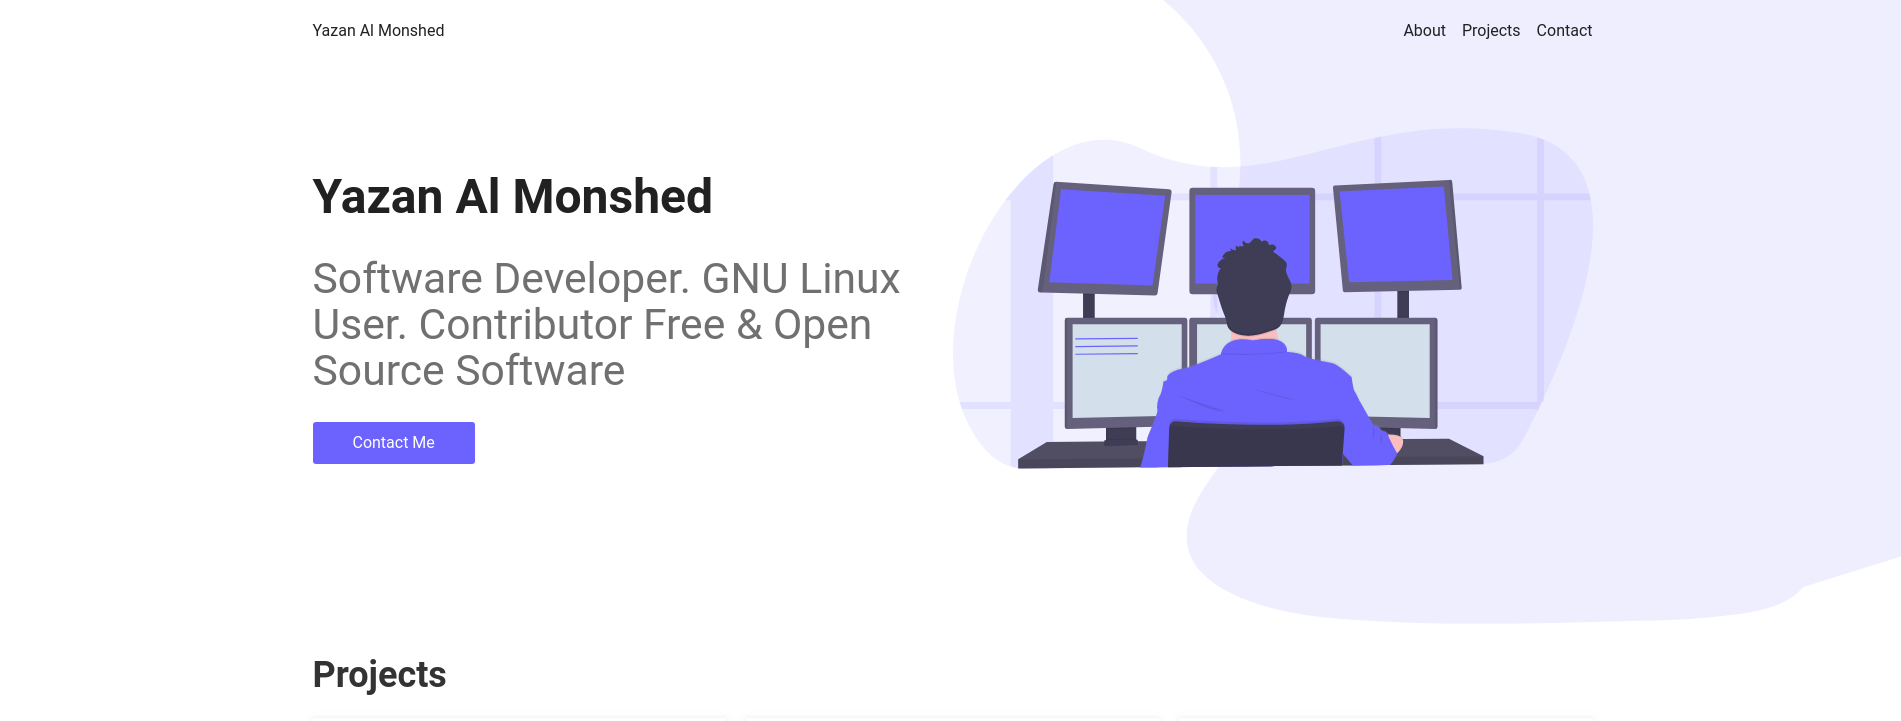 Yazan Al Monshed
About Projects Contact
Yazan Al Monshed
Software Developer. GNU Linux
User. Contributor Free & Open
Source Software
Contact Me
Projects